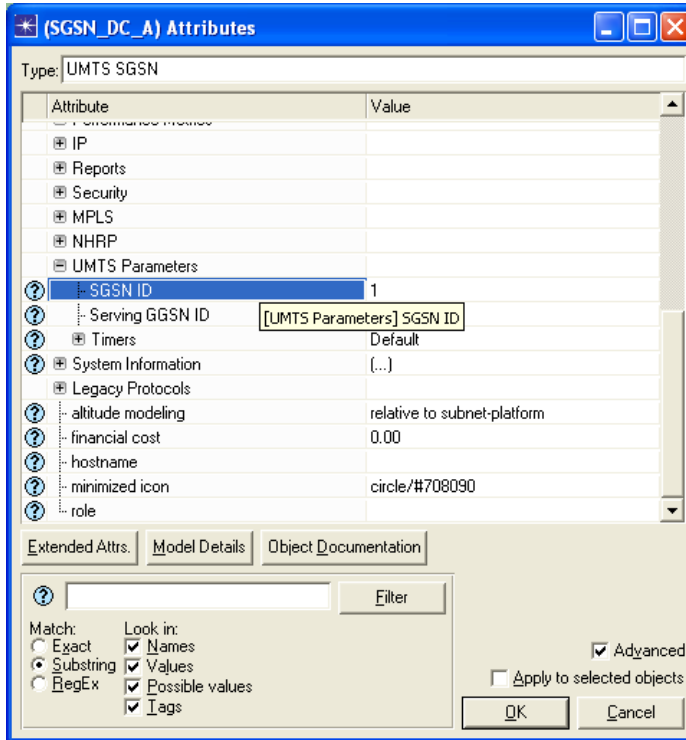 (SGSN_DC_A) Attributes
Type: UMTS SGSN
Attribute Value
Performance Metrics
IP
Reports
Security
MPLS
NHRP
UMTS Parameters
SGSN ID 1
Serving GGSN ID [UMTS Parameters] SGSN ID
Timers Default
System Information (...)
Legacy Protocols
altitude modeling relative to subnet-platform
financial cost 0.00
hostname
minimized icon circle/#708090
role
Extended Attrs. Model Details Object Documentation
Filter
Match: Look in:
Exact Names
Substring Values
RegEx Possible values
Tags
Advanced
Apply to selected objects
OK Cancel